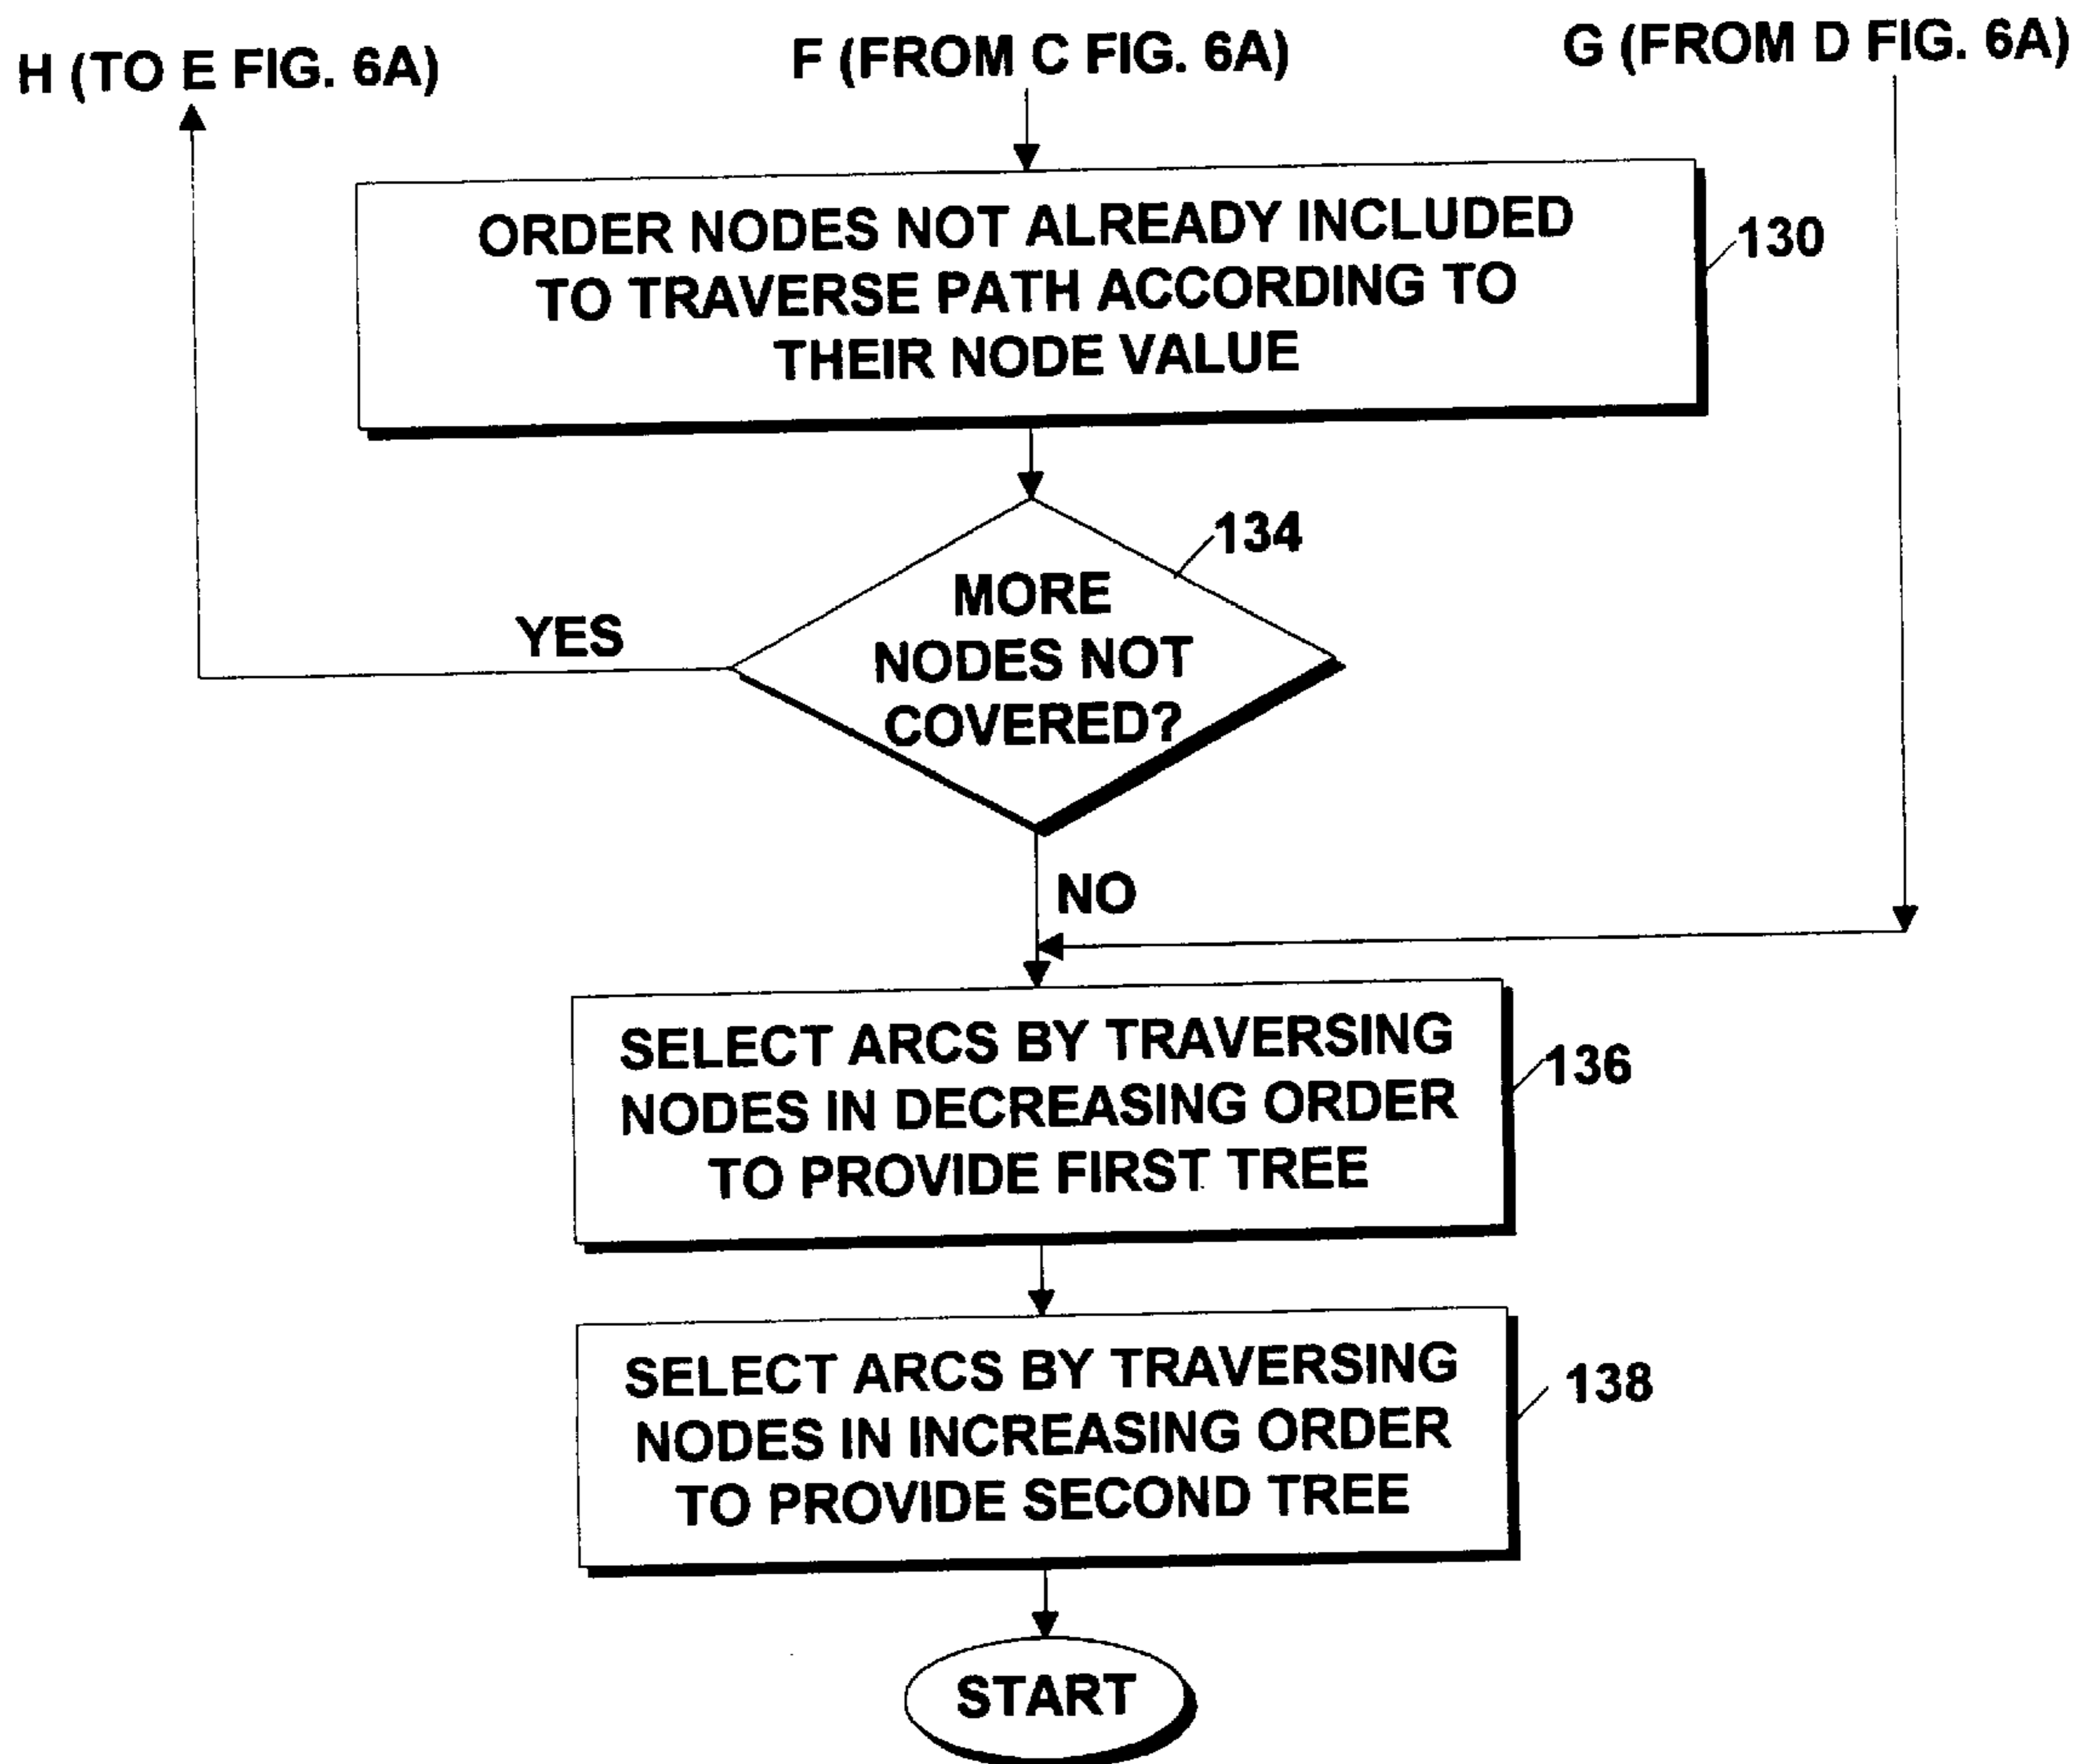 H (TO E FIG. 6A)
F (FROM C FIG. 6A)
G (FROM D FIG. 6A)
ORDER NODES NOT ALREADY INCLUDED
TO TRAVERSE PATH ACCORDING TO
THEIR NODE VALUE
130
134
MORE
NODES NOT
COVERED?
YES
NO
SELECT ARCS BY TRAVERSING
NODES IN DECREASING ORDER
TO PROVIDE FIRST TREE
136
SELECT ARCS BY TRAVERSING
NODES IN INCREASING ORDER
TO PROVIDE SECOND TREE
138
START